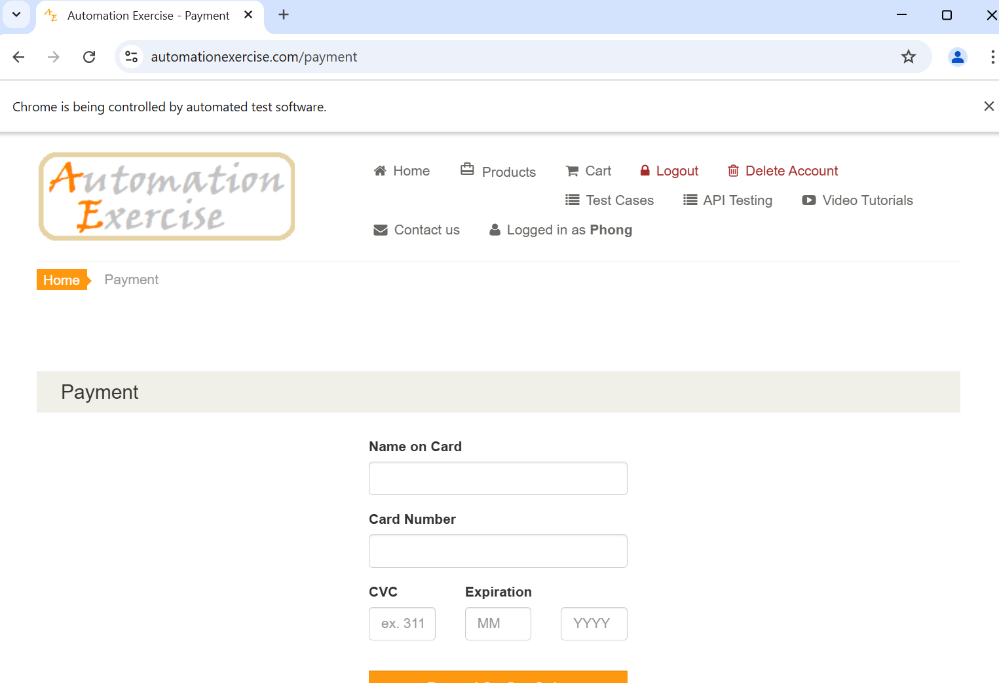 Automation Exercise - Payment
automationexercise.com/payment
Chrome is being controlled by automated test software.
Automation
Exercise
Home Products Cart Logout Delete Account
Test Cases API Testing Video Tutorials
Contact us Logged in as Phong
Home Payment
Payment
Name on Card
Card Number
CVC Expiration
ex. 311 MM YYYY